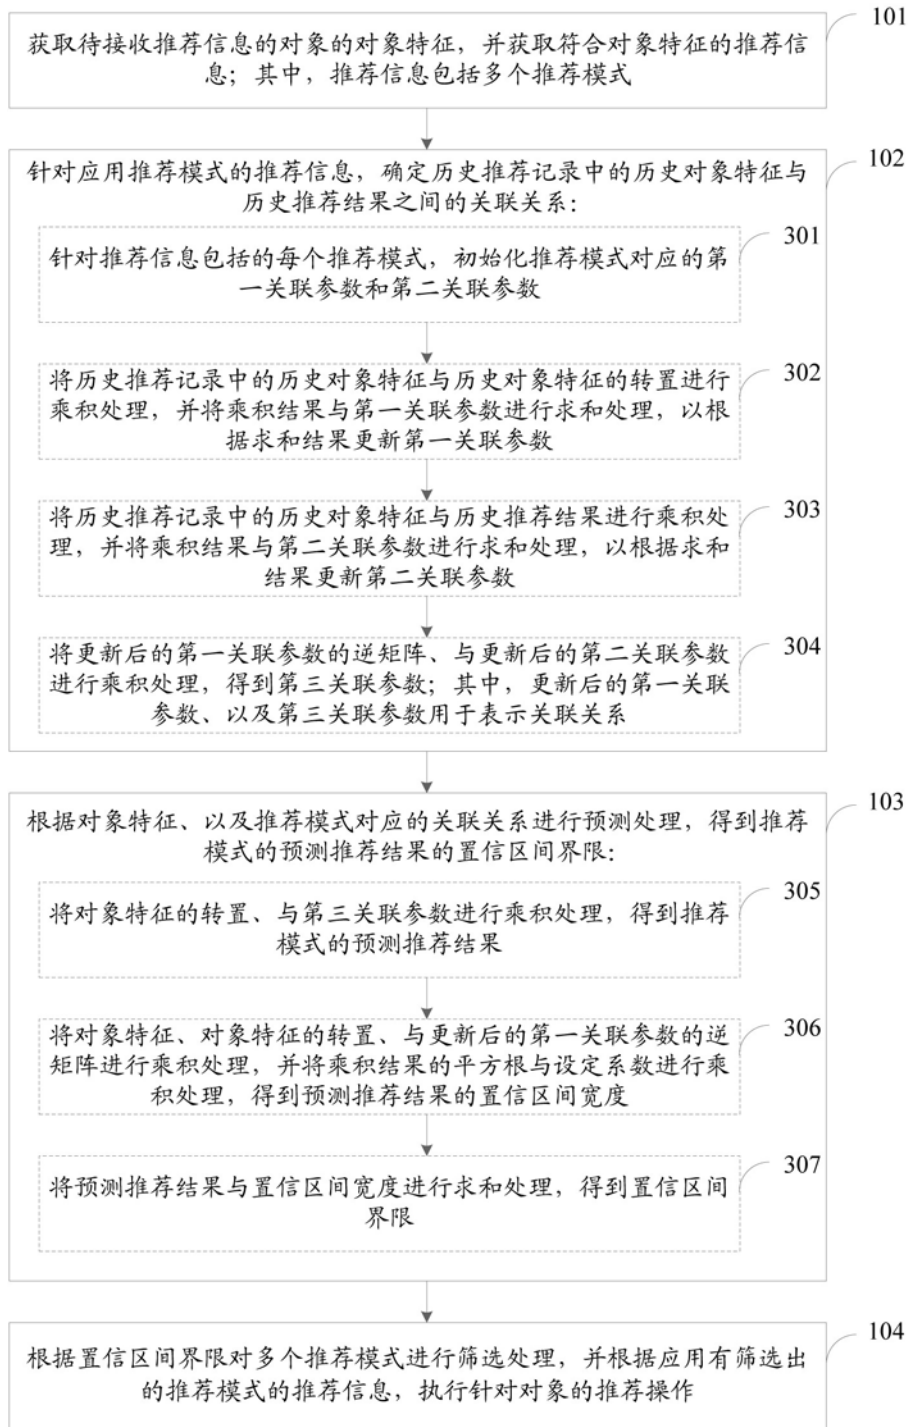 101
获取待接收推荐信息的对象的对象特征，并获取符合对象特征的推荐信
息；其中，推荐信息包括多个推荐模式
102
针对应用推荐模式的推荐信息，确定历史推荐记录中的历史对象特征与
历史推荐结果之间的关联关系：
301
针对推荐信息包括的每个推荐模式，初始化推荐模式对应的第
一关联参数和第二关联参数
302
将历史推荐记录中的历史对象特征与历史对象特征的转置进行
乘积处理，并将乘积结果与第一关联参数进行求和处理，以根
据求和结果更新第一关联参数
303
将历史推荐记录中的历史对象特征与历史推荐结果进行乘积处
理，并将乘积结果与第二关联参数进行求和处理，以根据求和
结果更新第二关联参数
304
将更新后的第一关联参数的逆矩阵、与更新后的第二关联参数
进行乘积处理，得到第三关联参数；其中，更新后的第一关联
参数、以及第三关联参数用于表示关联关系
103
根据对象特征、以及推荐模式对应的关联关系进行预测处理，得到推荐
模式的预测推荐结果的置信区间界限：
305
将对象特征的转置、与第三关联参数进行乘积处理，得到推荐
模式的预测推荐结果
306
将对象特征、对象特征的转置、与更新后的第一关联参数的逆
矩阵进行乘积处理，并将乘积结果的平方根与设定系数进行乘
积处理，得到预测推荐结果的置信区间宽度
307
将预测推荐结果与置信区间宽度进行求和处理，得到置信区间
界限
104
根据置信区间界限对多个推荐模式进行筛选处理，并根据应用有筛选出
的推荐模式的推荐信息，执行针对对象的推荐操作